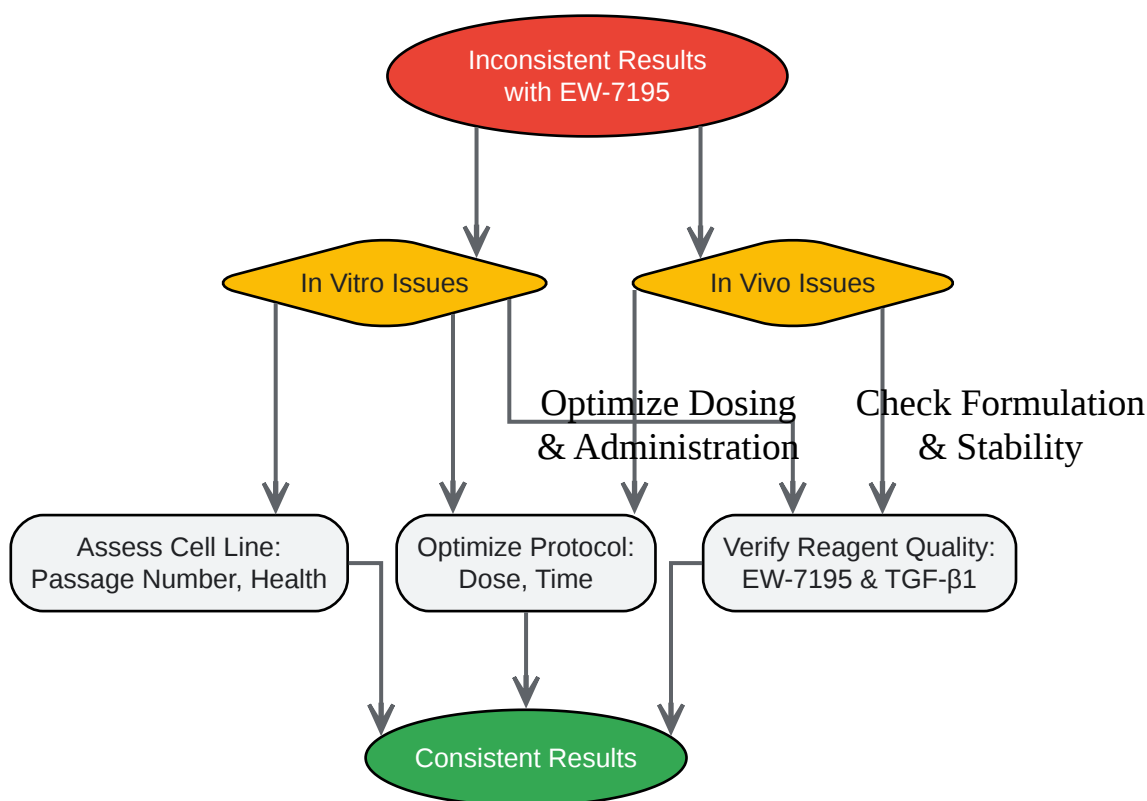 Inconsistent Results
with EW-7195
In Vitro Issues
In Vivo Issues
Optimize Dosing
& Administration
Check Formulation
& Stability
Assess Cell Line:
Passage Number, Health
Optimize Protocol:
Dose, Time
Verify Reagent Quality:
EW-7195 & TGF-β1
Consistent Results